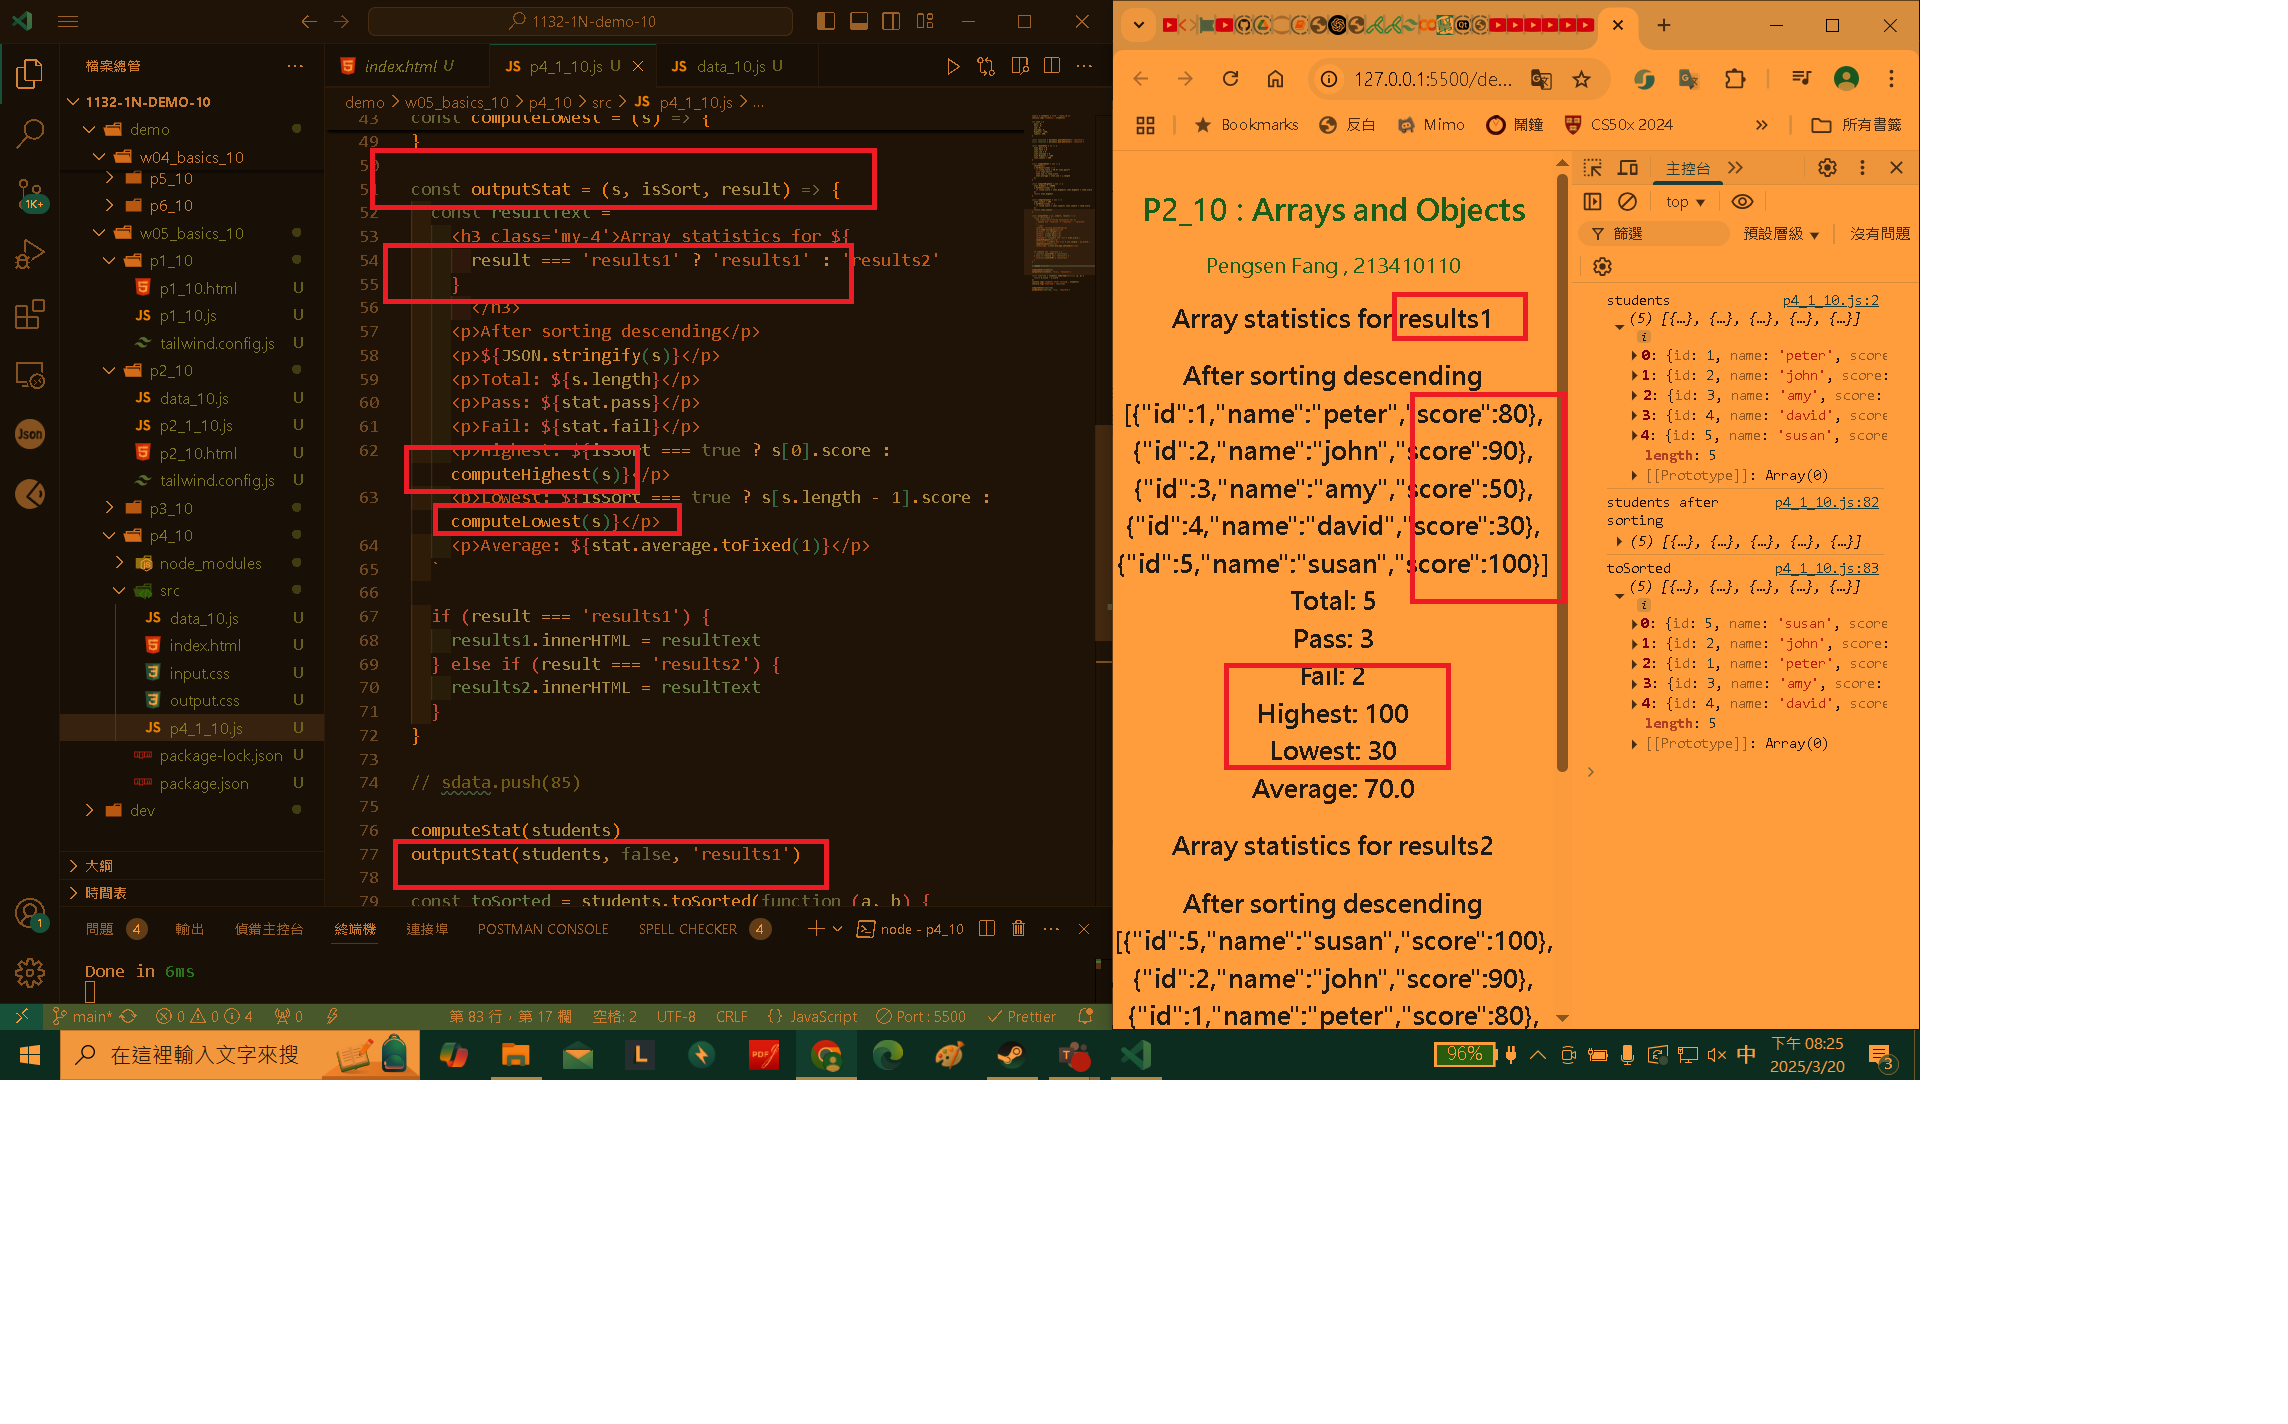 1132-1N-demo-10
檔案總管
1132-1N-DEMO-10
demo
w04_basics_10
p5_10
p6_10
w05_basics_10
p1_10
p1_10.html U
p1_10.js U
tailwind.config.js U
p2_10
data_10.js U
p2_1_10.js U
p2_10.html U
tailwind.config.js U
p3_10
p4_10
node_modules
src
data_10.js U
index.html U
input.css U
output.css U
p4_1_10.js U
package-lock.json U
package.json U
dev
大綱
時間表
1K+
Json
1
index.html U
JS p4_1_10.js U
JS data_10.js U
demo > w05_basics_10 > p4_10 > src > JS p4_1_10.js > ...
43 const computeLowest = (s) => {
49 }
50
51 const outputStat = (s, isSort, result) => {
52 const resultText = `
53 <h3 class='my-4'>Array statistics for ${
54 result === 'results1' ? 'results1' : 'results2'
55 }
56 </h3>
57 <p>After sorting descending</p>
58 <p>${JSON.stringify(s)}</p>
59 <p>Total: ${s.length}</p>
60 <p>Pass: ${stat.pass}</p>
61 <p>Fail: ${stat.fail}</p>
62 <p>Highest: ${isSort === true ? s[0].score :
computeHighest(s)}</p>
63 <p>Lowest: ${isSort === true ? s[s.length - 1].score :
computeLowest(s)}</p>
64 <p>Average: ${stat.average.toFixed(1)}</p>
65 `
66
67 if (result === 'results1') {
68 results1.innerHTML = resultText
69 } else if (result === 'results2') {
70 results2.innerHTML = resultText
71 }
72 }
73
74 // sdata.push(85)
75
76 computeStat(students)
77 outputStat(students, false, 'results1')
78
79 const toSorted = students.toSorted(function (a, b) {
問題 4 輸出 偵錯主控台 終端機 連接埠 POSTMAN CONSOLE SPELL CHECKER 4 node - p4_10
Done in 6ms
main* 0 0 4 0 第 83 行，第 17 欄 空格: 2 UTF-8 CRLF {} JavaScript Port : 5500 Prettier
127.0.0.1:5500/de...
Bookmarks 反白 Mimo 鬧鐘 CS50x 2024 » 所有書籤
P2_10 : Arrays and Objects
Pengsen Fang , 213410110
Array statistics for results1
After sorting descending
[{"id":1,"name":"peter","score":80},
{"id":2,"name":"john","score":90},
{"id":3,"name":"amy","score":50},
{"id":4,"name":"david","score":30},
{"id":5,"name":"susan","score":100}]
Total: 5
Pass: 3
Fail: 2
Highest: 100
Lowest: 30
Average: 70.0
Array statistics for results2
After sorting descending
[{"id":5,"name":"susan","score":100},
{"id":2,"name":"john","score":90},
{"id":1,"name":"peter","score":80},
主控台
top
篩選 預設層級 沒有問題
students p4_1_10.js:2
(5) [{…}, {…}, {…}, {…}, {…}]
0: {id: 1, name: 'peter', score
1: {id: 2, name: 'john', score:
2: {id: 3, name: 'amy', score:
3: {id: 4, name: 'david', score
4: {id: 5, name: 'susan', score
length: 5
[[Prototype]]: Array(0)
students after p4_1_10.js:82
sorting
(5) [{…}, {…}, {…}, {…}, {…}]
toSorted p4_1_10.js:83
(5) [{…}, {…}, {…}, {…}, {…}]
0: {id: 5, name: 'susan', score
1: {id: 2, name: 'john', score:
2: {id: 1, name: 'peter', score
3: {id: 3, name: 'amy', score:
4: {id: 4, name: 'david', score
length: 5
[[Prototype]]: Array(0)
在這裡輸入文字來搜
L
PDF
96%
中
下午 08:25
2025/3/20
3